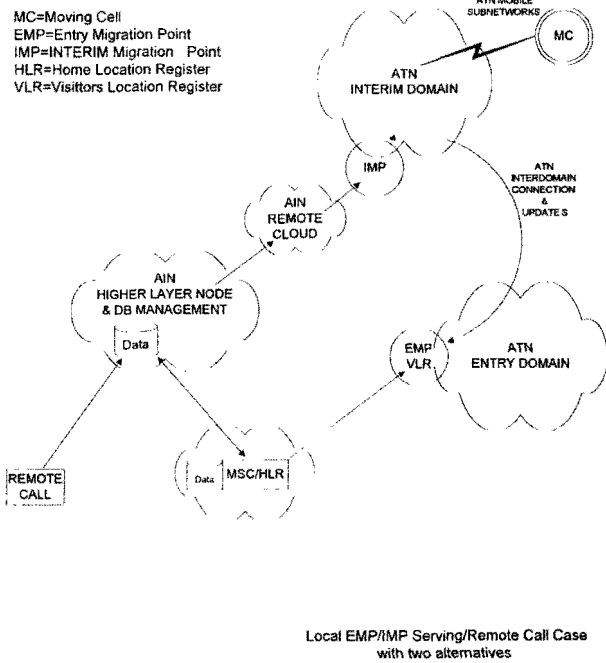 MC=Moving Cell
EMP=Entry Migration Point
IMP=INTERIM Migration Point
HLR=Home Location Register
VLR=Visittors Location Register
ATN MOBILE
SUBNETWORKS
MC
ATN
INTERIM DOMAIN
IMP
ATN
INTERDOMAIN
CONNECTION
&
UPDATES
AIN
REMOTE
CLOUD
AIN
HIGHER LAYER NODE
& DB MANAGEMENT
Data
EMP
VLR
ATN
ENTRY DOMAIN
REMOTE
CALL
Data
MSC/HLR
Local EMP/IMP Serving/Remote Call Case
with two alternatives